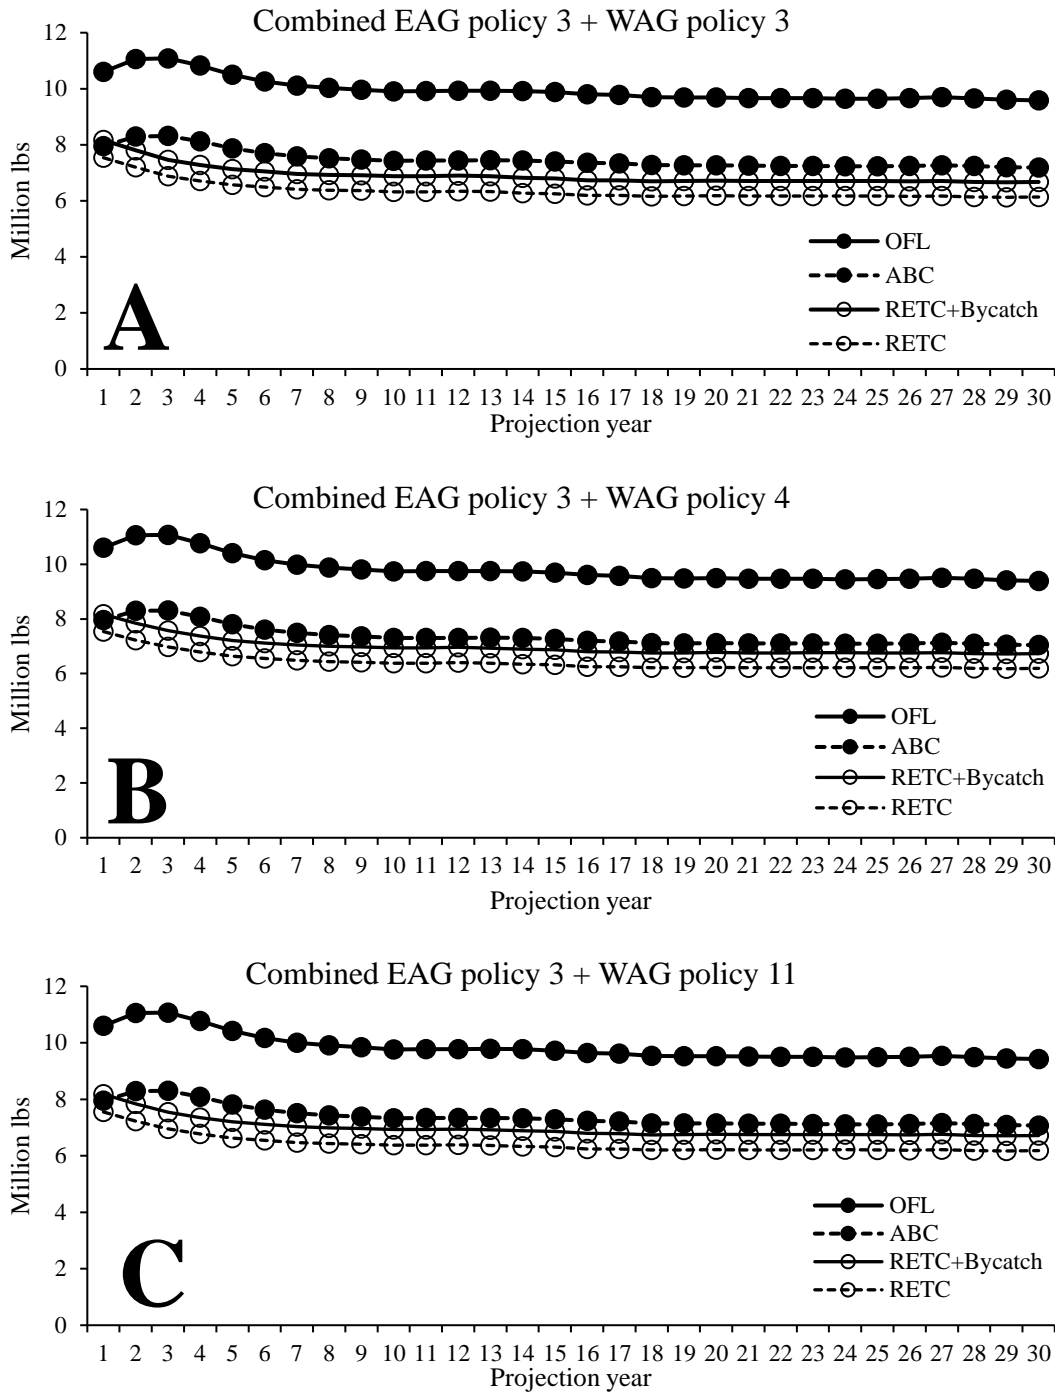 Combined EAG policy 3 + WAG policy 3
12
10
8
6
4
2
0
Million lbs
OFL
ABC
RETC+Bycatch
RETC
A
1 2 3 4 5 6 7 8 9 10 11 12 13 14 15 16 17 18 19 20 21 22 23 24 25 26 27 28 29 30
Projection year
Combined EAG policy 3 + WAG policy 4
12
10
8
6
4
2
0
Million lbs
OFL
ABC
RETC+Bycatch
RETC
B
1 2 3 4 5 6 7 8 9 10 11 12 13 14 15 16 17 18 19 20 21 22 23 24 25 26 27 28 29 30
Projection year
Combined EAG policy 3 + WAG policy 11
12
10
8
6
4
2
0
Million lbs
OFL
ABC
RETC+Bycatch
RETC
C
1 2 3 4 5 6 7 8 9 10 11 12 13 14 15 16 17 18 19 20 21 22 23 24 25 26 27 28 29 30
Projection year